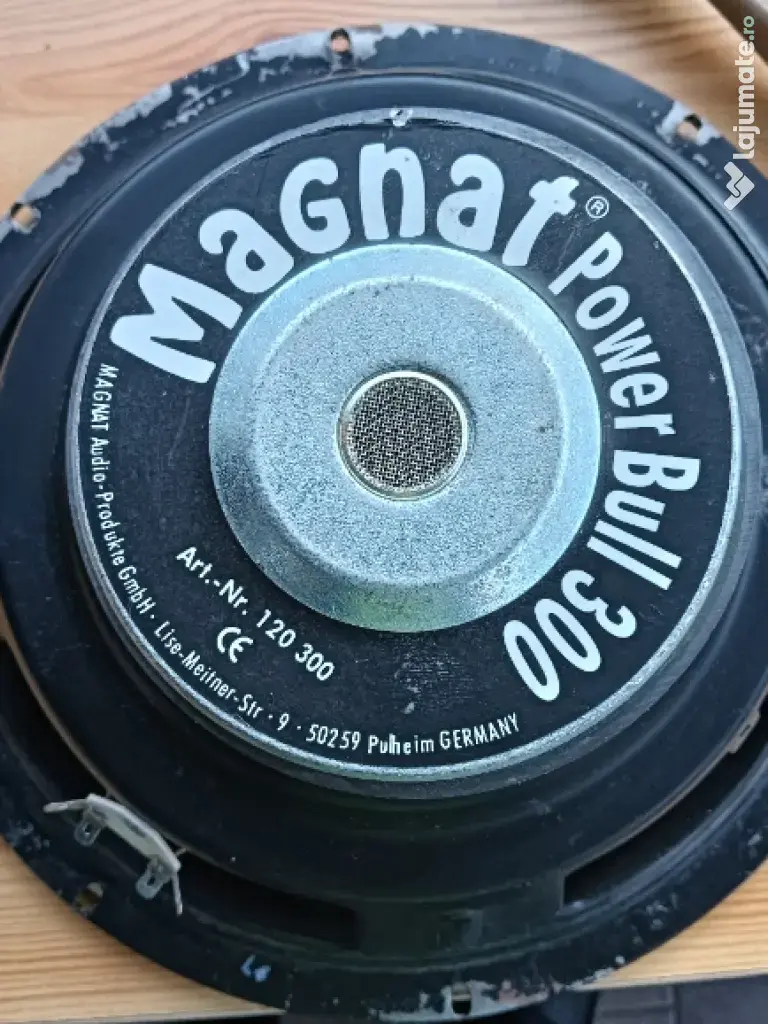 Magnat®
Power Bull 300
Art.-Nr. 120 300
CE
MAGNAT Audio-Produkte GmbH · Lise-Meitner-Str · 9 · 50259 Pulheim GERMANY
L4
lajumate.ro